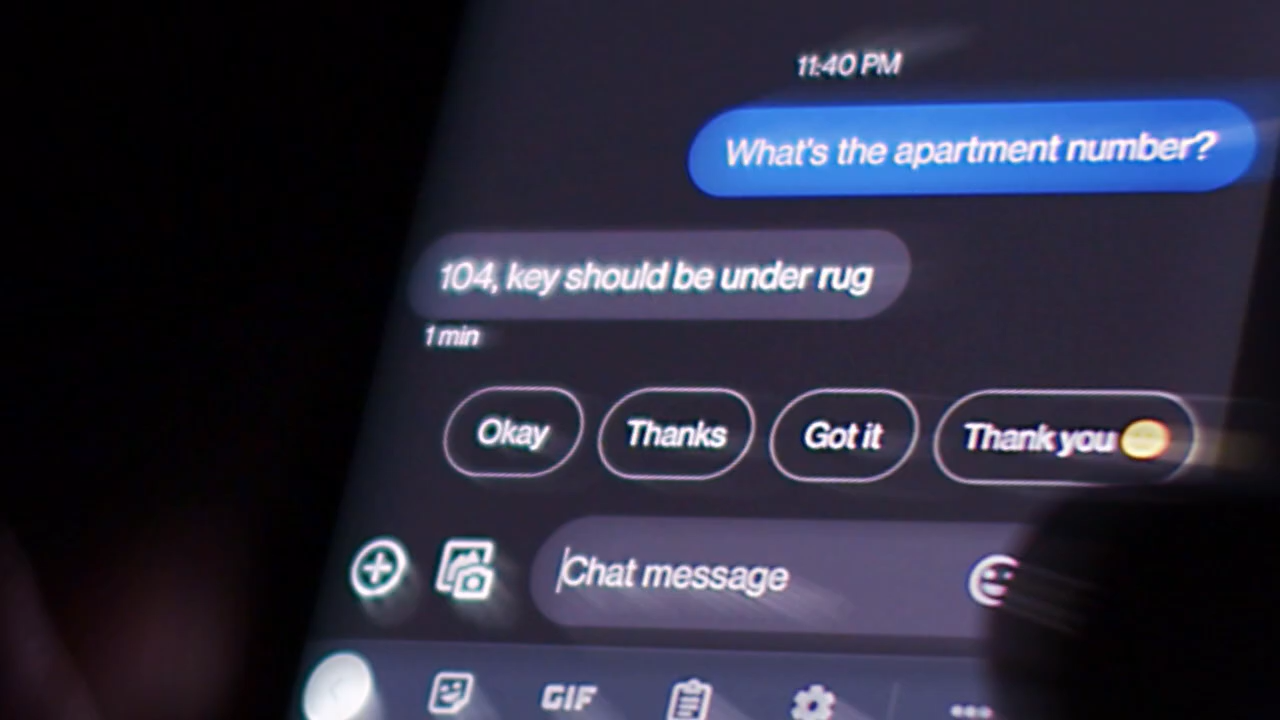 11:40 PM
What's the apartment number?
104, key should be under rug
1 min
Okay
Thanks
Got it
Thank you
Chat message
GIF